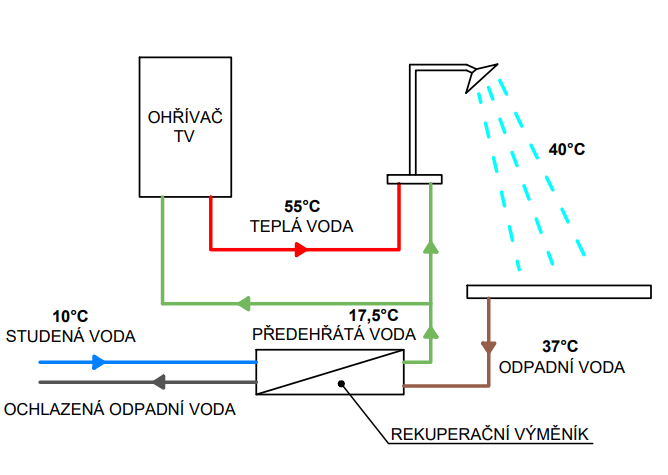 OHŘÍVAČ
TV
40°C
55°C
TEPLÁ VODA
10°C
STUDENÁ VODA
17,5°C
PŘEDEHŘÁTÁ VODA
37°C
ODPADNÍ VODA
OCHLAZENÁ ODPADNÍ VODA
REKUPERAČNÍ VÝMĚNÍK